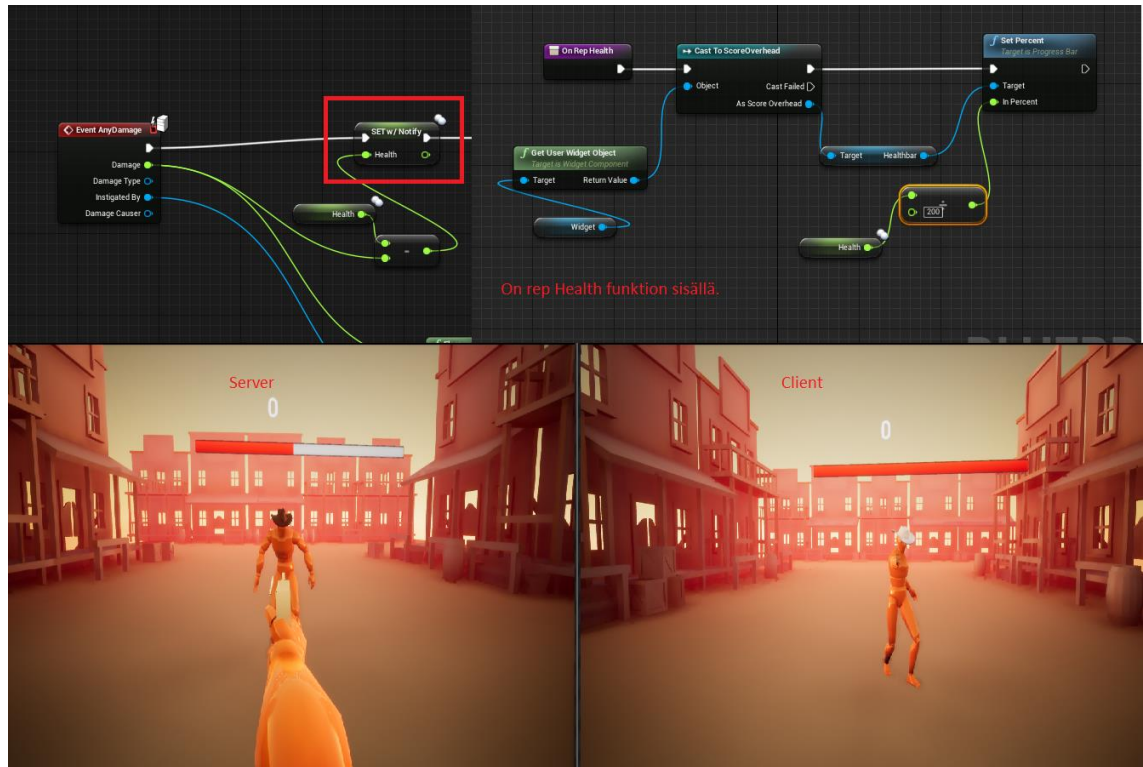 Event AnyDamage
Damage
Damage Type
Instigated By
Damage Causer
SET w/ Notify
Health
Health
-
On Rep Health
Cast To ScoreOverhead
Object
Cast Failed
As Score Overhead
Get User Widget Object
Target is Widget Component
Target
Return Value
Widget
Target
Healthbar
Set Percent
Target is Progress Bar
Target
In Percent
÷
200
Health
On rep Health funktion sisällä.
Server
0
Client
0